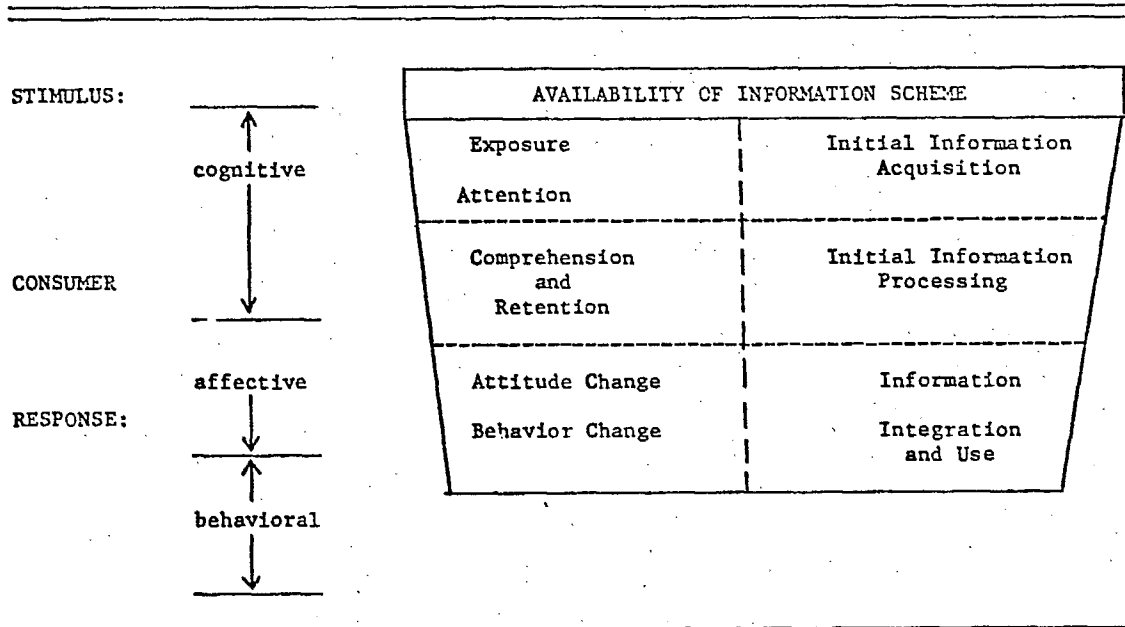 STIMULUS:
AVAILABILITY OF INFORMATION SCHEME
cognitive
Exposure
Attention
Initial Information
Acquisition
CONSUMER
Comprehension
and
Retention
Initial Information
Processing
affective
RESPONSE:
Attitude Change
Behavior Change
Information
Integration
and Use
behavioral